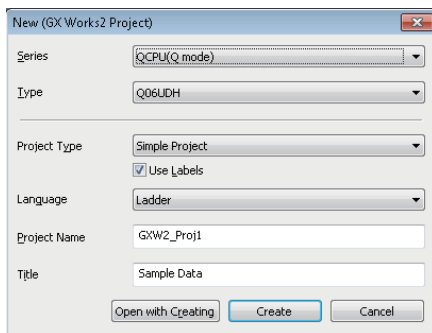 New (GX Works2 Project)
Series QCPU(Q mode)
Type Q06UDH
Project Type Simple Project
Use Labels
Language Ladder
Project Name GXW2_Proj1
Title Sample Data
Open with Creating Create Cancel